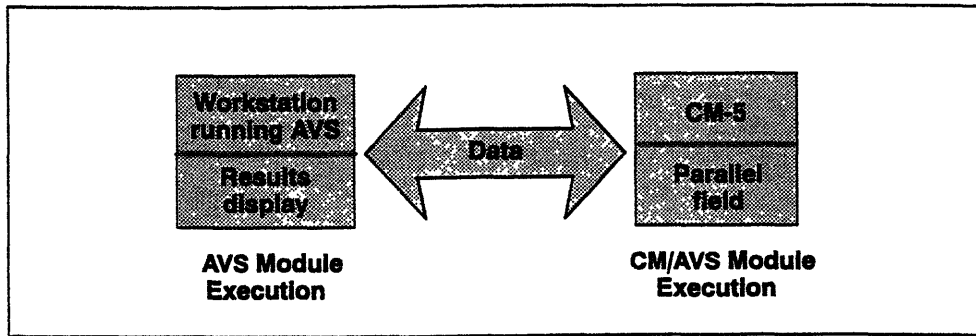 Workstation
running AVS
Results
display
AVS Module
Execution
Data
CM-5
Parallel
field
CM/AVS Module
Execution